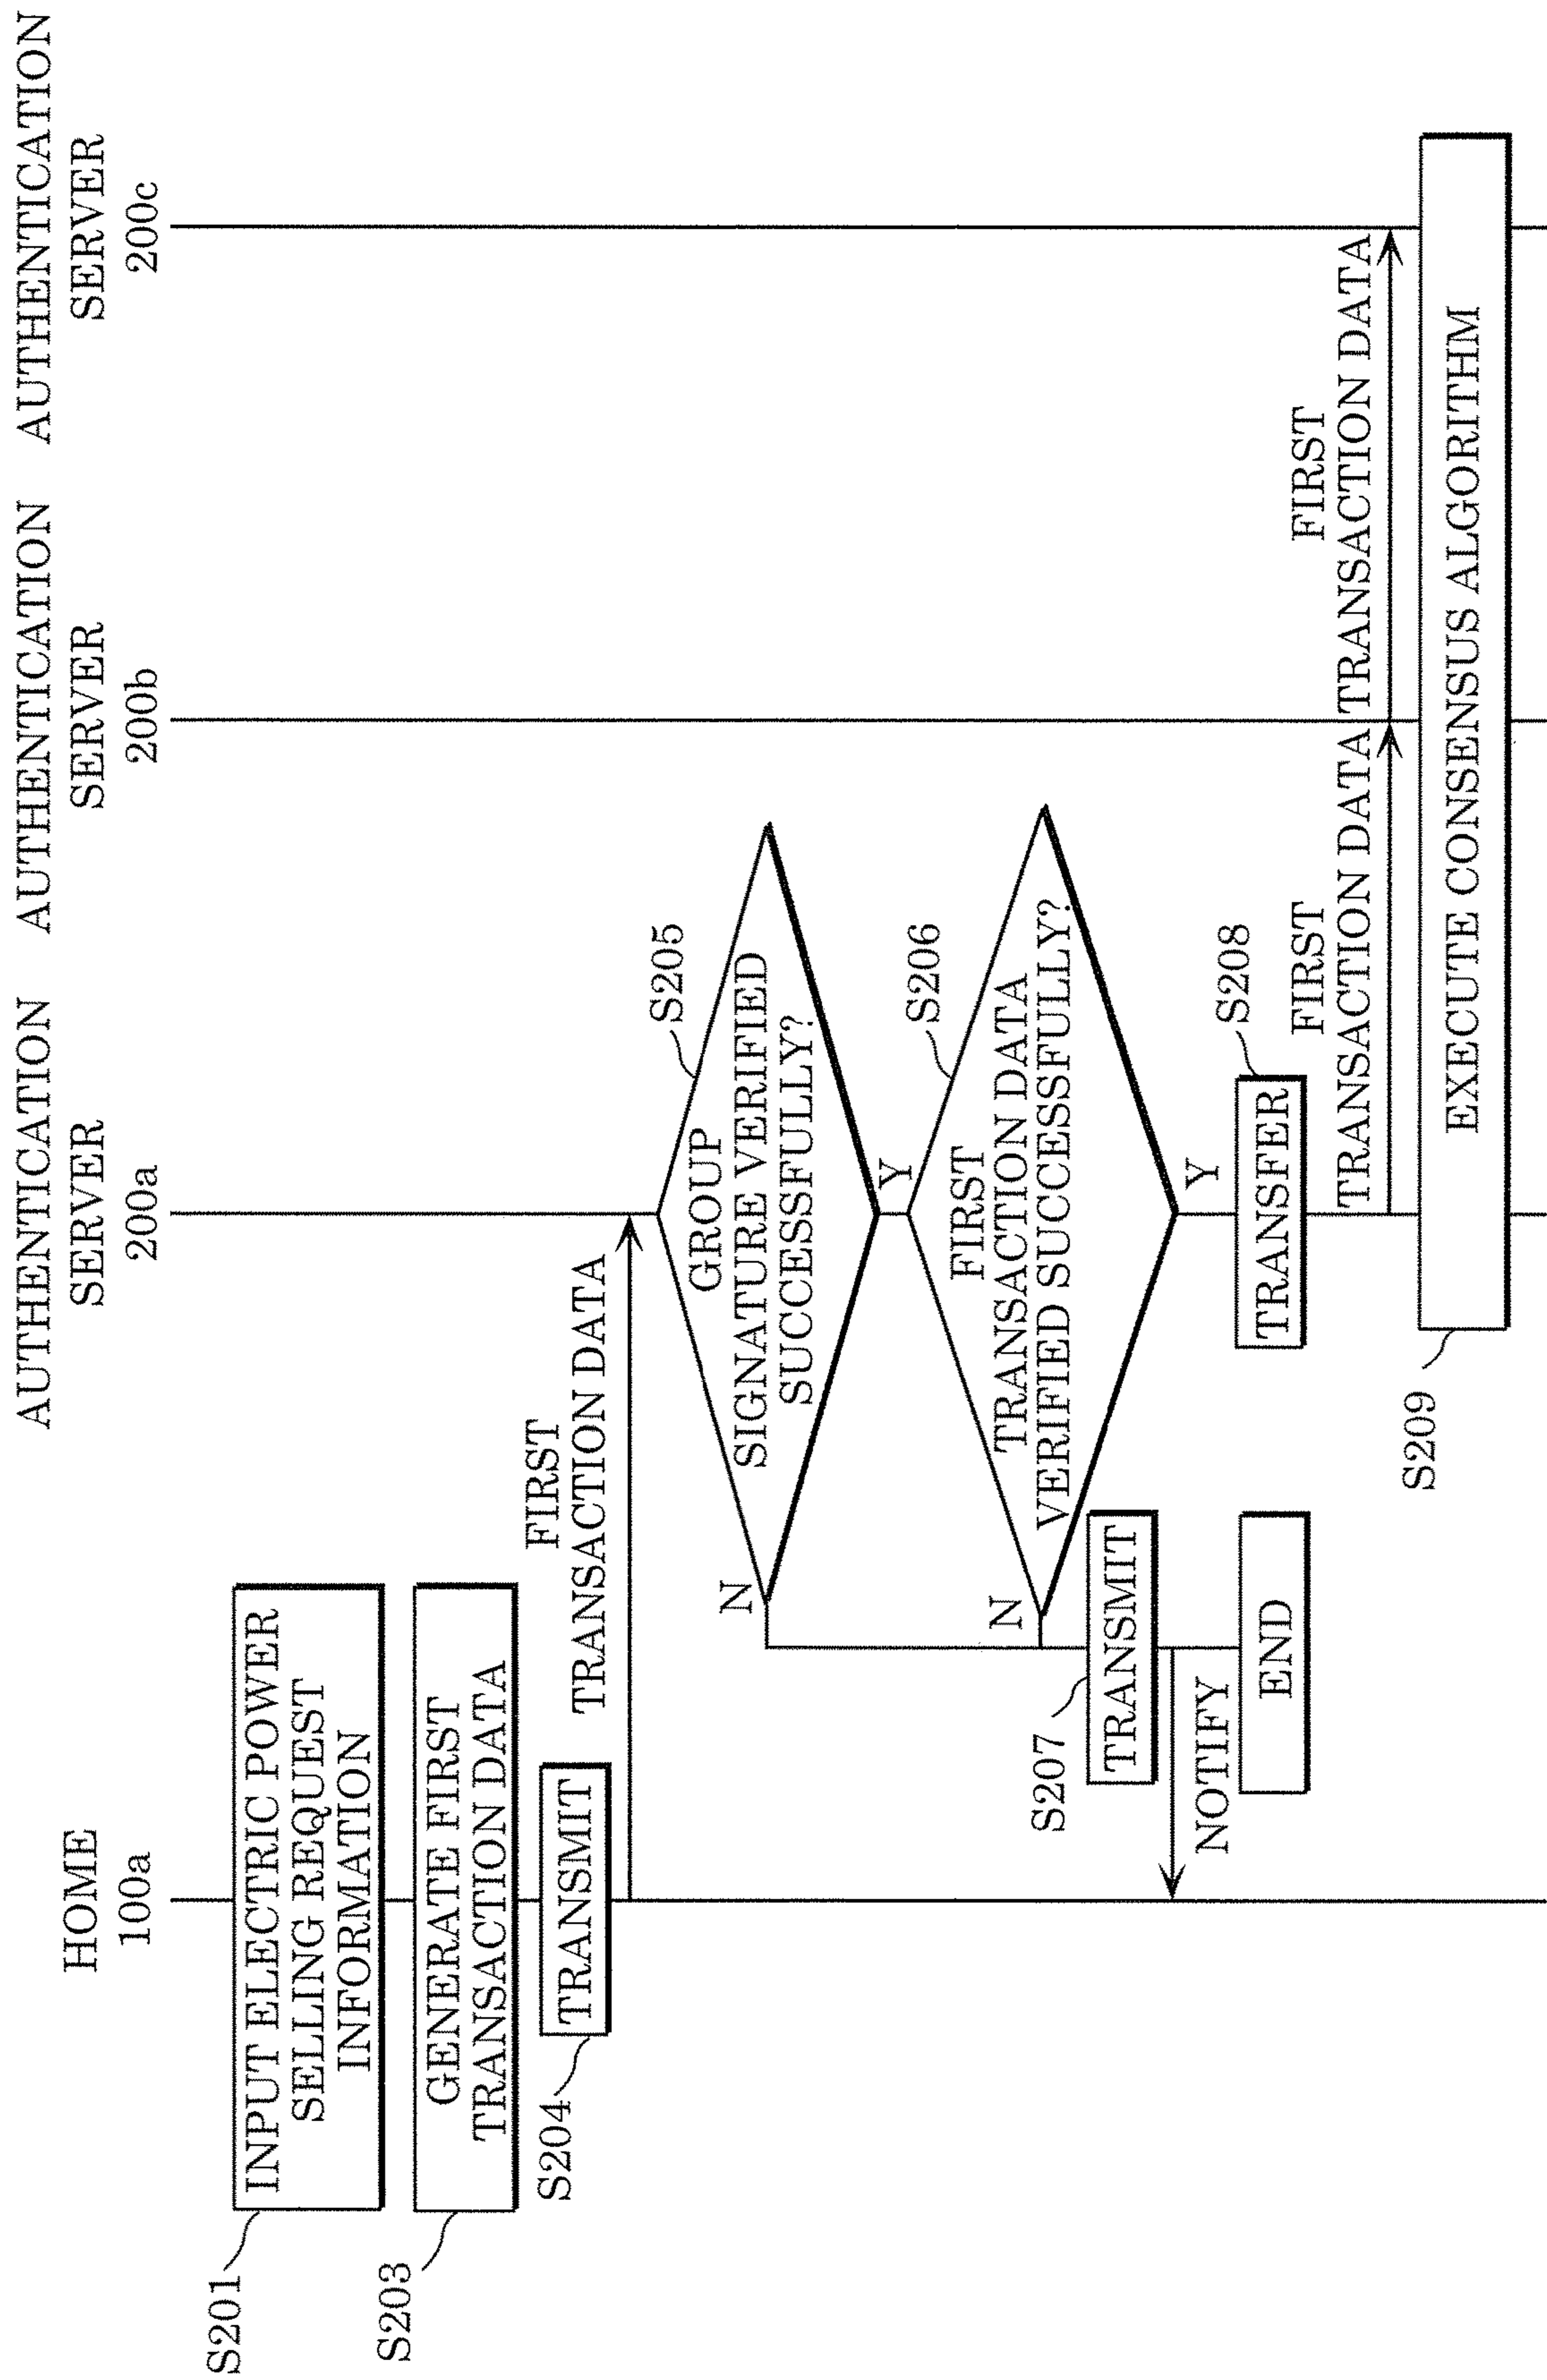 HOME
100a
AUTHENTICATION
SERVER
200a
AUTHENTICATION
SERVER
200b
AUTHENTICATION
SERVER
200c
S201
INPUT ELECTRIC POWER
SELLING REQUEST
INFORMATION
S203
GENERATE FIRST
TRANSACTION DATA
S204
TRANSMIT
FIRST
TRANSACTION DATA
S205
GROUP
SIGNATURE VERIFIED
SUCCESSFULLY?
N
Y
S206
FIRST
TRANSACTION DATA
VERIFIED SUCCESSFULLY?
N
Y
S207
TRANSMIT
NOTIFY
END
S208
TRANSFER
FIRST
TRANSACTION DATA
FIRST
TRANSACTION DATA
S209
EXECUTE CONSENSUS ALGORITHM